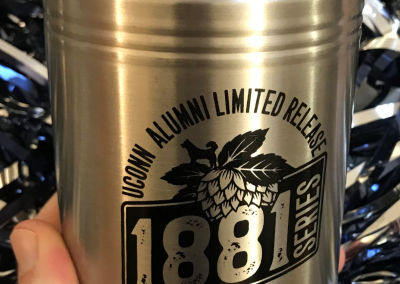 UCONN ALUMNI LIMITED RELEASE
1881
SERIES